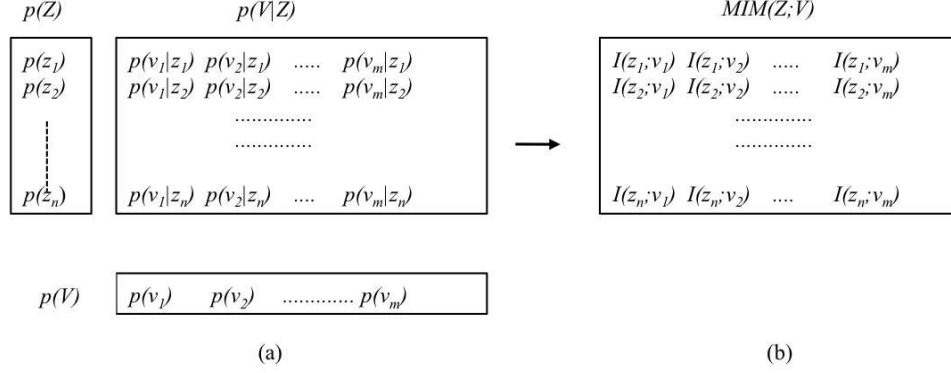 p(Z) p(V|Z) MIM(Z;V)
p(z₁) p(v₁|z₁) p(v₂|z₁) ..... p(vₘ|z₁) I(z₁;v₁) I(z₁;v₂) ..... I(z₁;vₘ)
p(z₂) p(v₁|z₂) p(v₂|z₂) ..... p(vₘ|z₂) I(z₂;v₁) I(z₂;v₂) ..... I(z₂;vₘ)
.............. ..............
.............. ..............
p(zₙ) p(v₁|zₙ) p(v₂|zₙ) .... p(vₘ|zₙ) I(zₙ;v₁) I(zₙ;v₂) .... I(zₙ;vₘ)
p(V) p(v₁) p(v₂) ............. p(vₘ)
(a) (b)